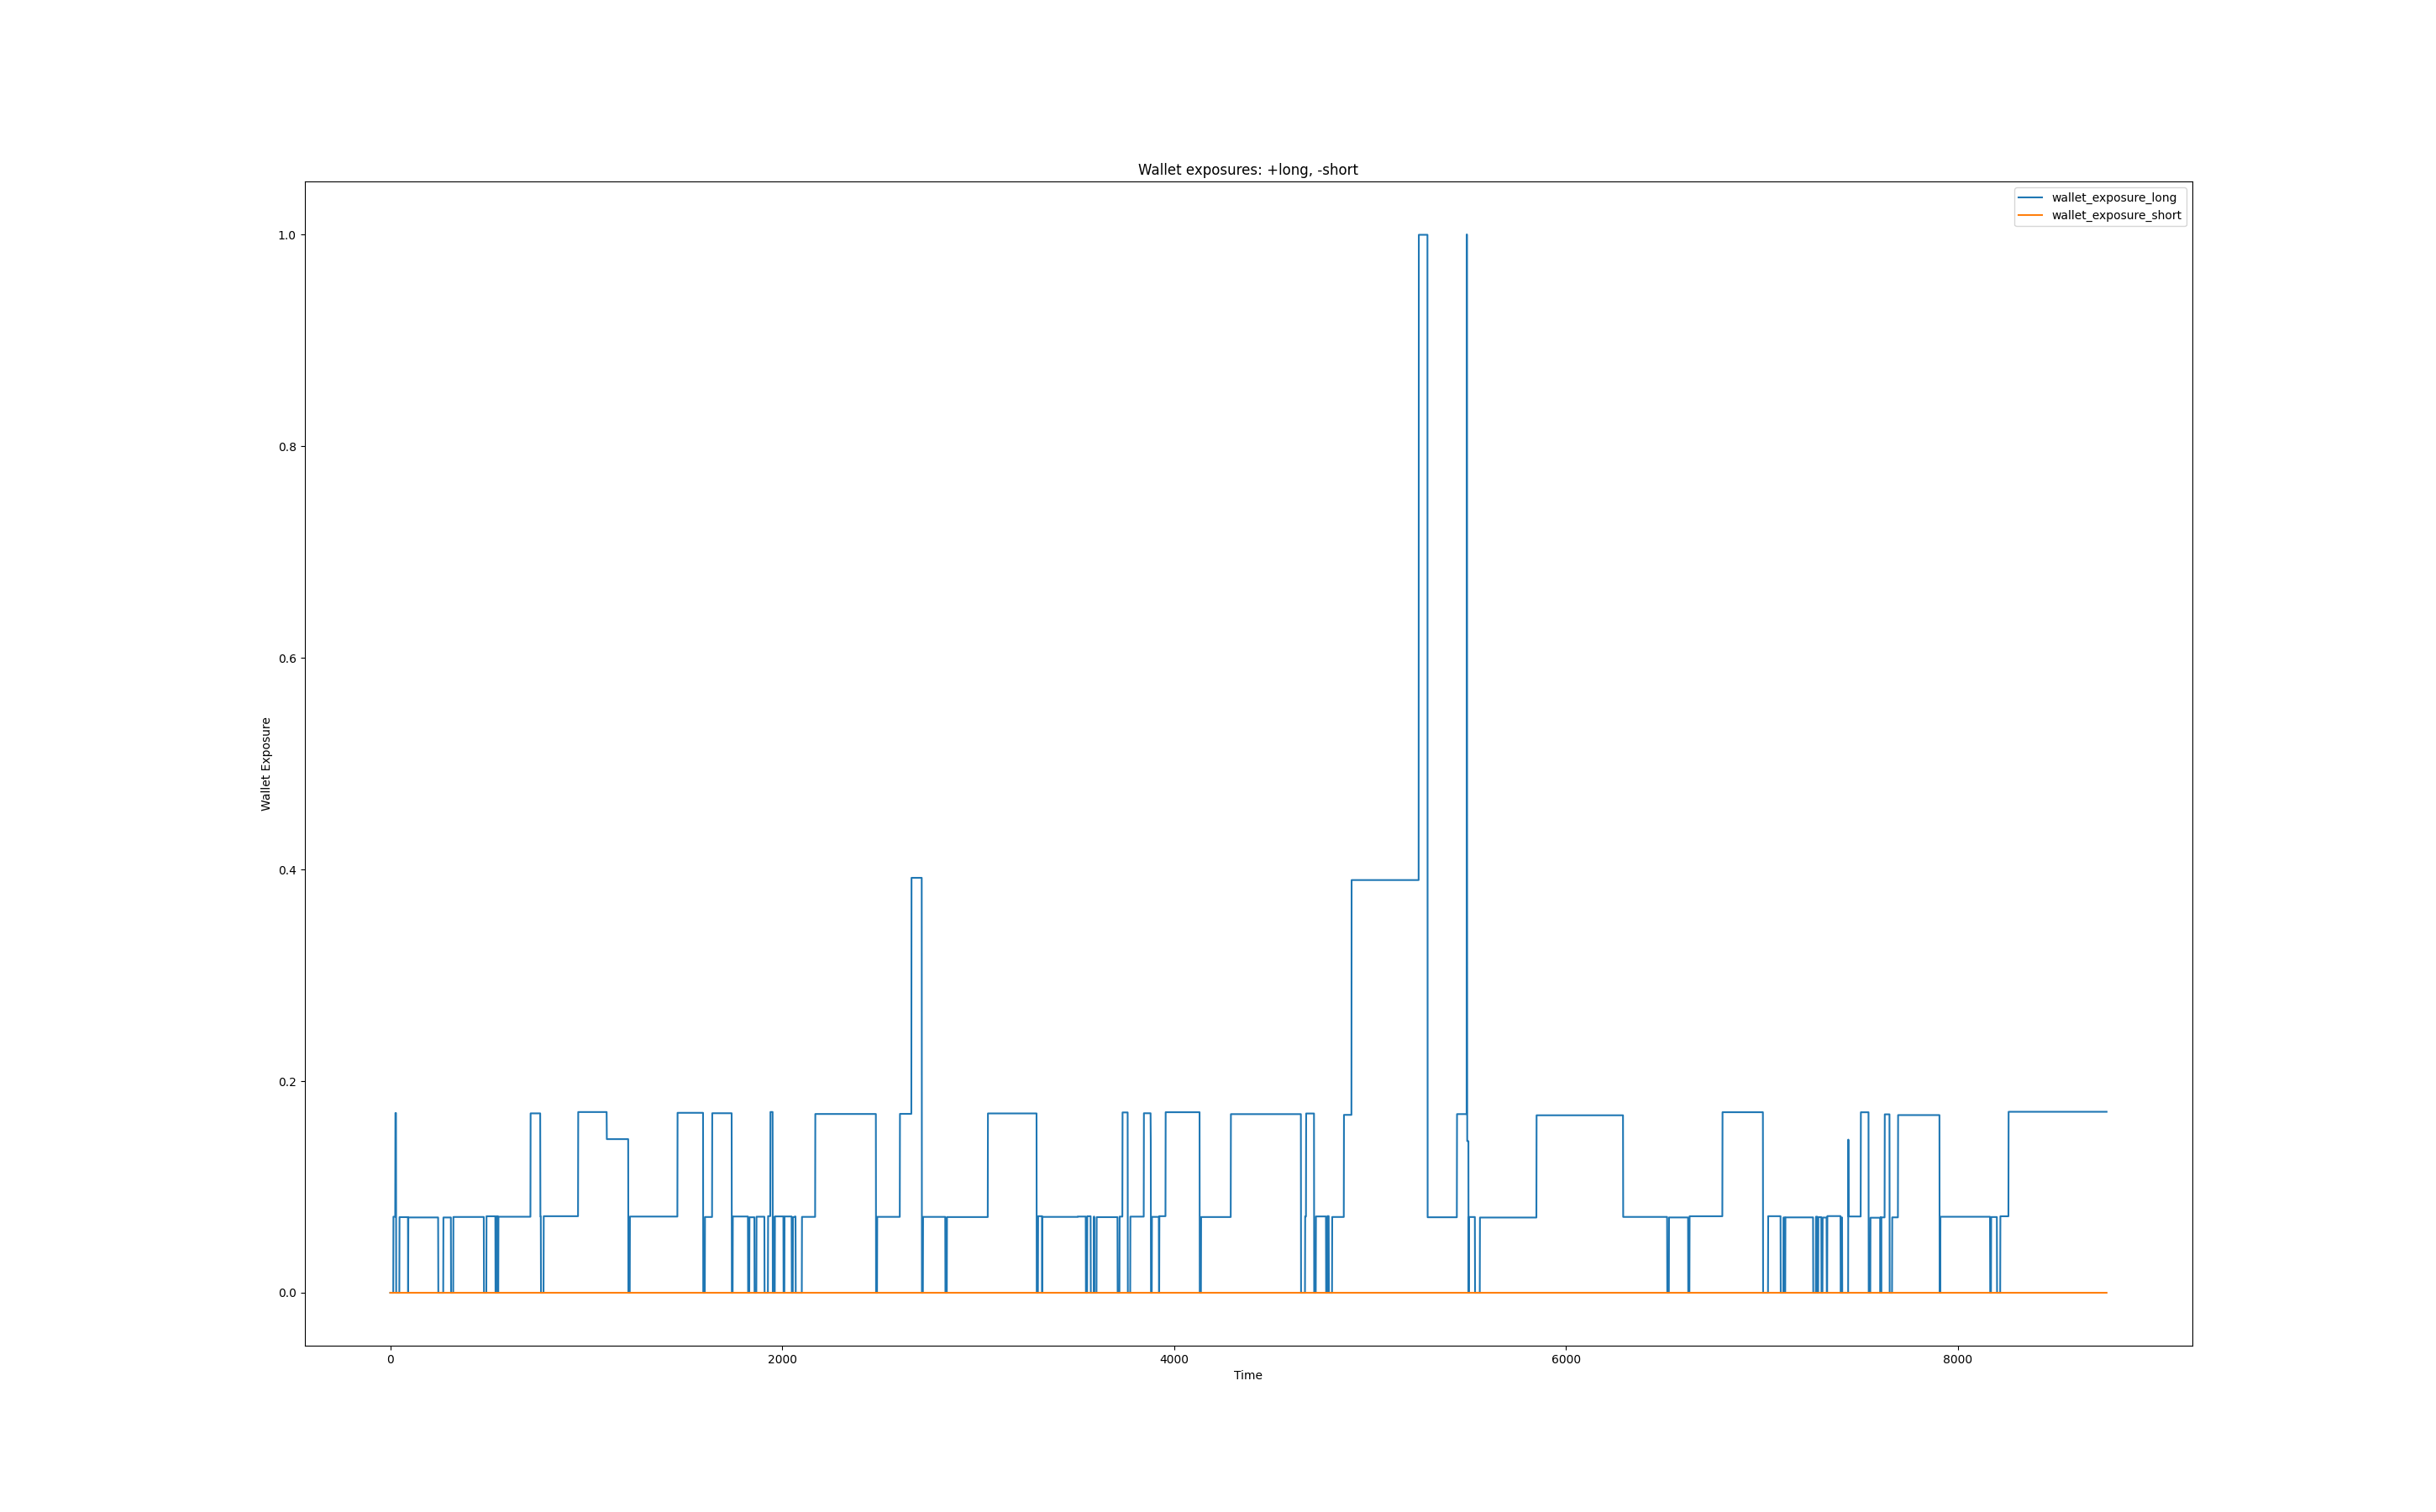 Wallet exposures: +long, -short
wallet_exposure_long
wallet_exposure_short
1.0
0.8
0.6
0.4
0.2
0.0
Wallet Exposure
0
2000
4000
6000
8000
Time